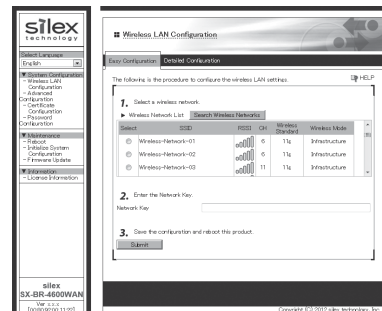 silex
technology
Select Language
English
▼ System Configuration
- Wireless LAN
Configuration
- Advanced
Configuration
- Certificate
Configuration
- Password
Configuration
▼ Maintenance
- Reboot
- Initialize System
Configuration
- Firmware Update
▼ Information
- License Information
silex
SX-BR-4600WAN
Ver x.x.x
Wireless LAN Configuration
Easy Configuration Detailed Configuration
The following is the procedure to configure the wireless LAN settings.
HELP
1. Select a wireless network.
▶ Wireless Network List Search Wireless Networks
Select SSID RSSI CH Wireless Standard Wireless Mode
Wireless-Network-01 6 11g Infrastructure
Wireless-Network-02 6 11g Infrastructure
Wireless-Network-03 11 11g Infrastructure
2. Enter the Network Key.
Network Key
3. Save the configuration and reboot this product.
Submit
Copyright (C) 2012 silex technology, Inc.